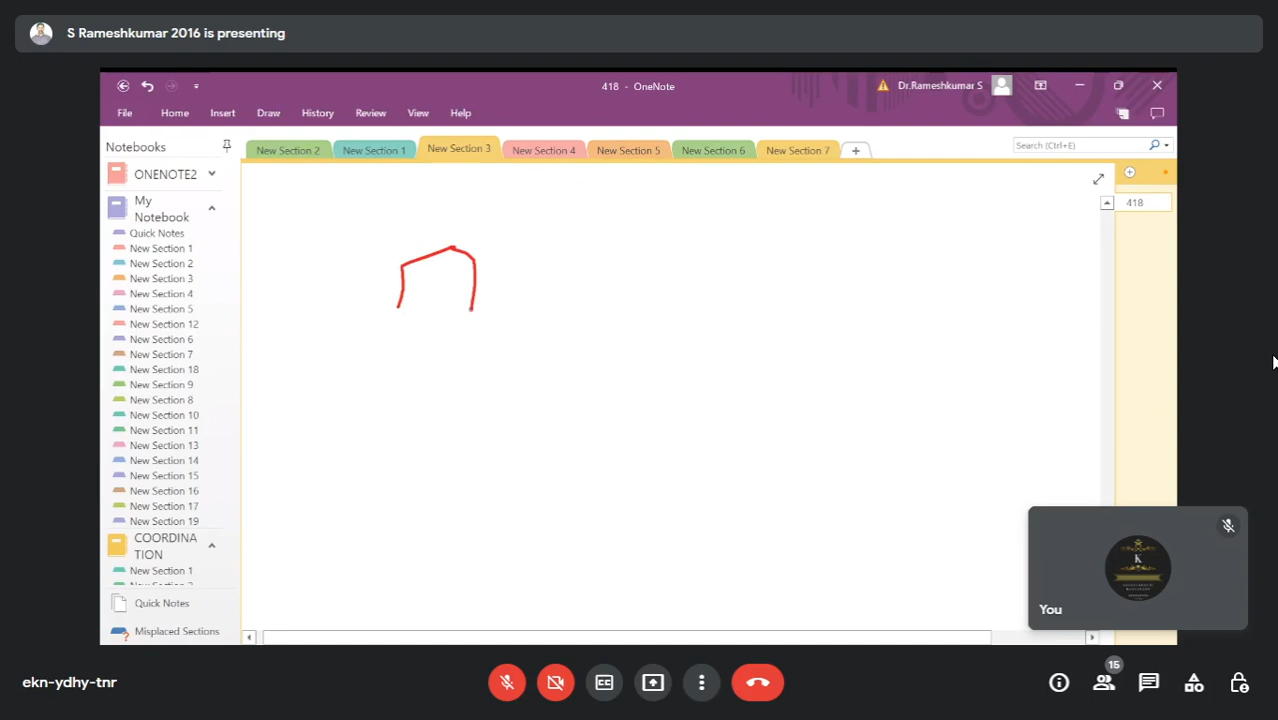 S Rameshkumar 2016 is presenting
418 - OneNote
Dr.Rameshkumar S
File Home Insert Draw History Review View Help
Notebooks
New Section 2 New Section 1 New Section 3 New Section 4 New Section 5 New Section 6 New Section 7
Search (Ctrl+E)
ONENOTE2
418
My
Notebook
Quick Notes
New Section 1
New Section 2
New Section 3
New Section 4
New Section 5
New Section 12
New Section 6
New Section 7
New Section 18
New Section 9
New Section 8
New Section 10
New Section 11
New Section 13
New Section 14
New Section 15
New Section 16
New Section 17
New Section 19
COORDINA
TION
New Section 1
Quick Notes
Misplaced Sections
K
You
ekn-ydhy-tnr
CC
15